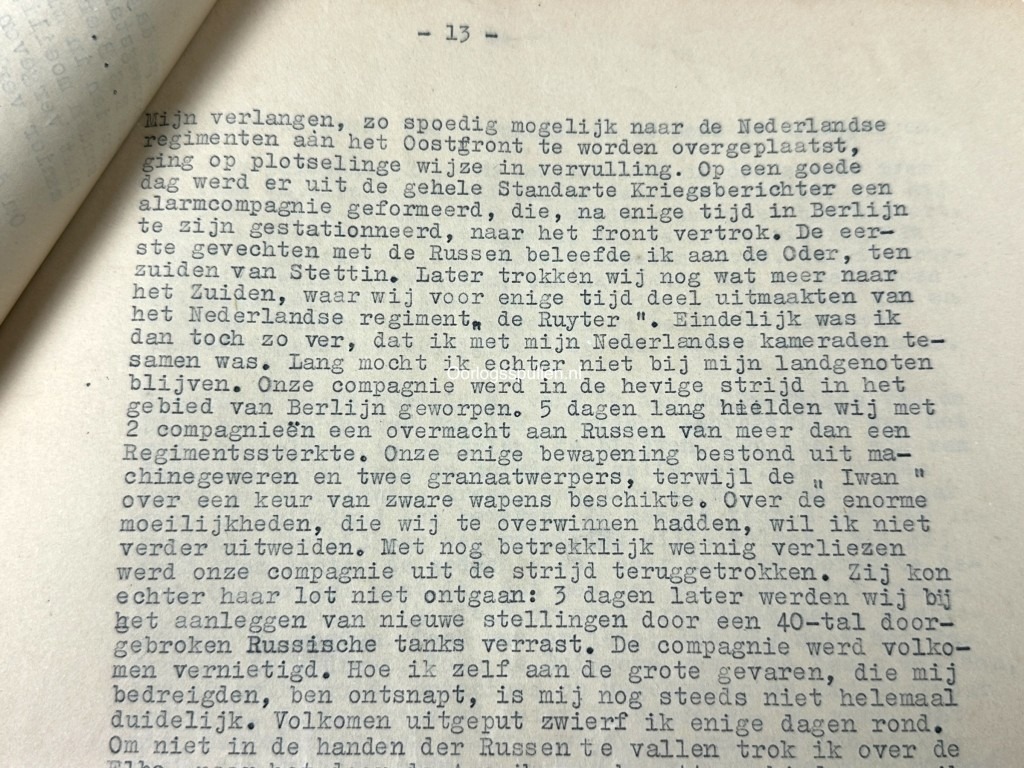 - 13 -
Mijn verlangen, zo spoedig mogelijk naar de Nederlandse
regimenten aan het Oostfront te worden overgeplaatst,
ging op plotselinge wijze in vervulling. Op een goede
dag werd er uit de gehele Standarte Kriegsberichter een
alarmcompagnie geformeerd, die, na enige tijd in Berlijn
te zijn gestationneerd, naar het front vertrok. De eer-
ste gevechten met de Russen beleefde ik aan de Oder, ten
zuiden van Stettin. Later trokken wij nog wat meer naar
het Zuiden, waar wij voor enige tijd deel uitmaakten van
het Nederlandse regiment„ de Ruyter ". Eindelijk was ik
dan toch zo ver, dat ik met mijn Nederlandse kameraden te-
samen was. Lang mocht ik echter niet bij mijn landgenoten
Oorlogsspullen.nl
blijven. Onze compagnie werd in de hevige strijd in het
gebied van Berlijn geworpen. 5 dagen lang hielden wij met
2 compagnieën een overmacht aan Russen van meer dan een
Regimentssterkte. Onze enige bewapening bestond uit ma-
chinegeweren en twee granaatwerpers, terwijl de „ Iwan "
over een keur van zware wapens beschikte. Over de enorme
moeilijkheden, die wij te overwinnen hadden, wil ik niet
verder uitweiden. Met nog betrekklijk weinig verliezen
werd onze compagnie uit de strijd teruggetrokken. Zij kon
echter haar lot niet ontgaan: 3 dagen later werden wij bij
het aanleggen van nieuwe stellingen door een 40-tal door-
gebroken Russische tanks verrast. De compagnie werd volko-
men vernietigd. Hoe ik zelf aan de grote gevaren, die mij
bedreigden, ben ontsnapt, is mij nog steeds niet helemaal
duidelijk. Volkomen uitgeput zwierf ik enige dagen rond.
Om niet in de handen der Russen te vallen trok ik over de